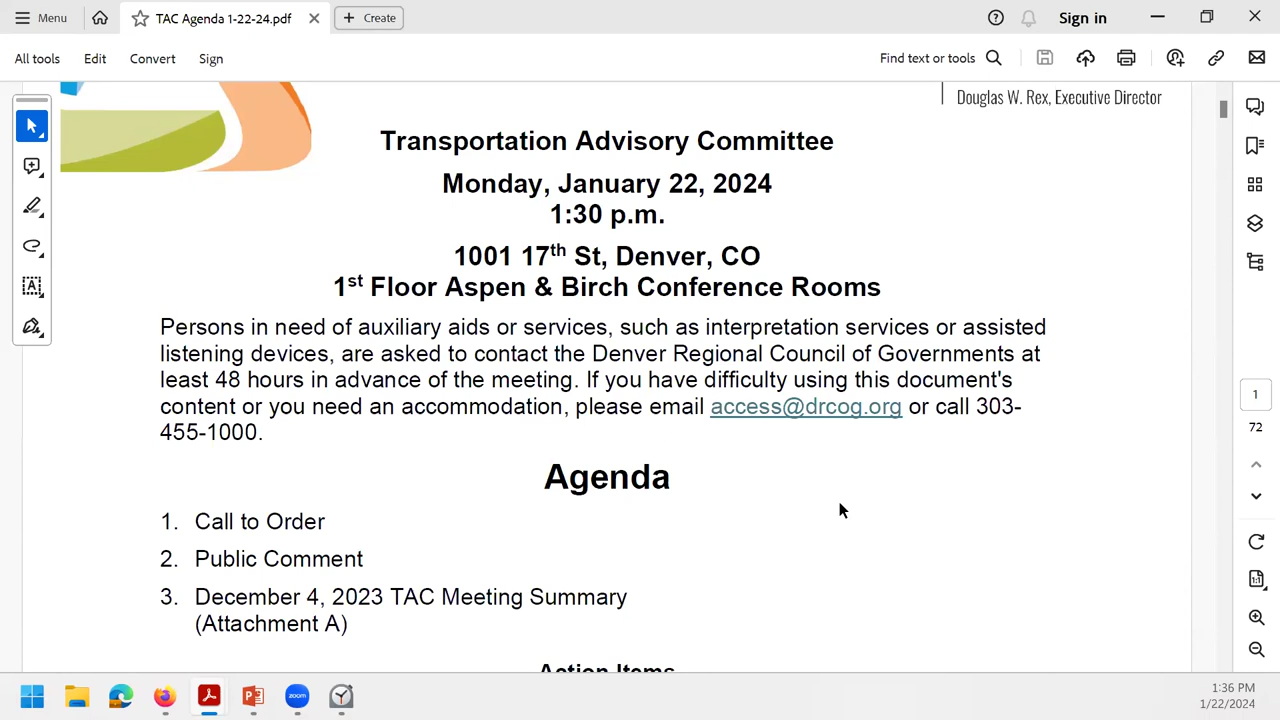 Menu
TAC Agenda 1-22-24.pdf
Create
Sign in
All tools
Edit
Convert
Sign
Find text or tools
Douglas W. Rex, Executive Director
Transportation Advisory Committee
Monday, January 22, 2024
1:30 p.m.
1001 17th St, Denver, CO
1st Floor Aspen & Birch Conference Rooms
Persons in need of auxiliary aids or services, such as interpretation services or assisted
listening devices, are asked to contact the Denver Regional Council of Governments at
least 48 hours in advance of the meeting. If you have difficulty using this document's
content or you need an accommodation, please email access@drcog.org or call 303-
455-1000.
Agenda
1. Call to Order
2. Public Comment
3. December 4, 2023 TAC Meeting Summary
(Attachment A)
Action Items
1
72
zoom
1:36 PM
1/22/2024